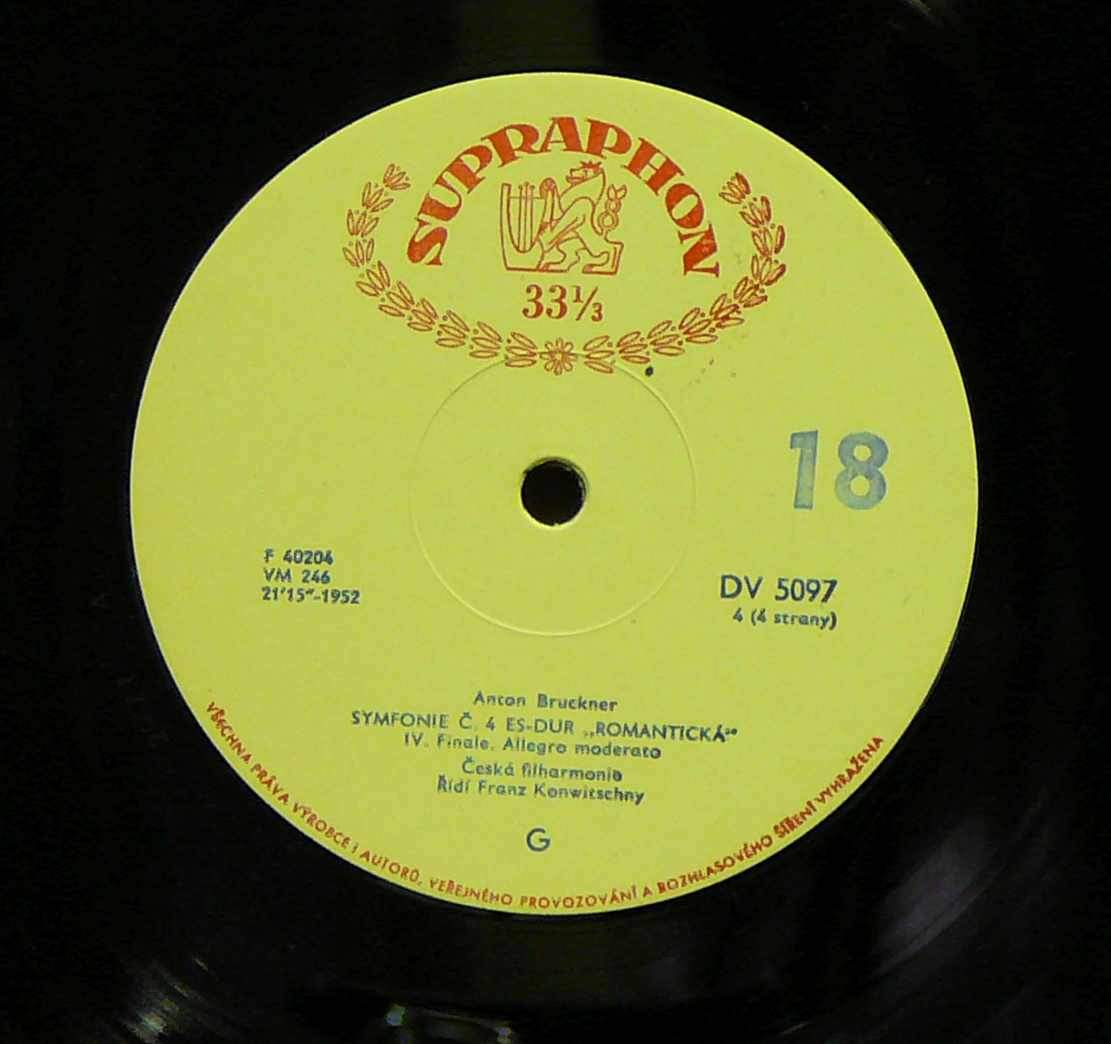 SUPRAPHON
33⅓
18
F 40204
VM 246
21'15"-1952
DV 5097
4 (4 strany)
Anton Bruckner
SYMFONIE Č. 4 ES-DUR „ROMANTICKÁ“
IV. Finale. Allegro moderato
Česká filharmonie
Řídí Franz Konwitschny
G
VŠECHNA PRÁVA VÝROBCE I AUTORŮ, VEŘEJNÉHO PROVOZOVÁNÍ A ROZHLASOVÉHO ŠÍŘENÍ VYHRAŽENA